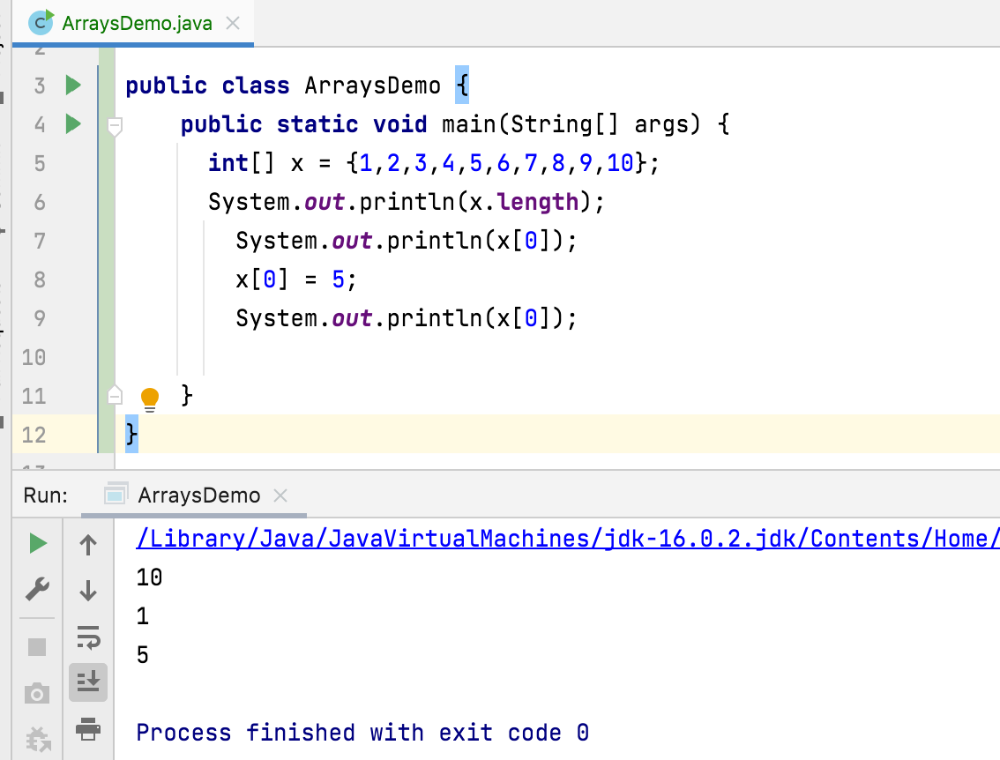 ArraysDemo.java
3 public class ArraysDemo {
4 public static void main(String[] args) {
5 int[] x = {1,2,3,4,5,6,7,8,9,10};
6 System.out.println(x.length);
7 System.out.println(x[0]);
8 x[0] = 5;
9 System.out.println(x[0]);
10
11 }
12 }
Run: ArraysDemo
/Library/Java/JavaVirtualMachines/jdk-16.0.2.jdk/Contents/Home/
10
1
5
Process finished with exit code 0